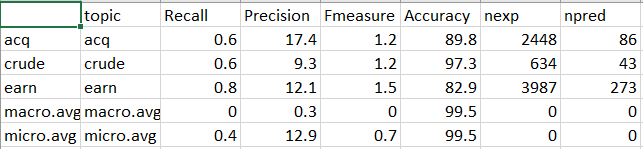 topic Recall Precision Fmeasure Accuracy nexp npred
acq acq 0.6 17.4 1.2 89.8 2448 86
crude crude 0.6 9.3 1.2 97.3 634 43
earn earn 0.8 12.1 1.5 82.9 3987 273
macro.avg macro.avg 0 0.3 0 99.5 0 0
micro.avg micro.avg 0.4 12.9 0.7 99.5 0 0